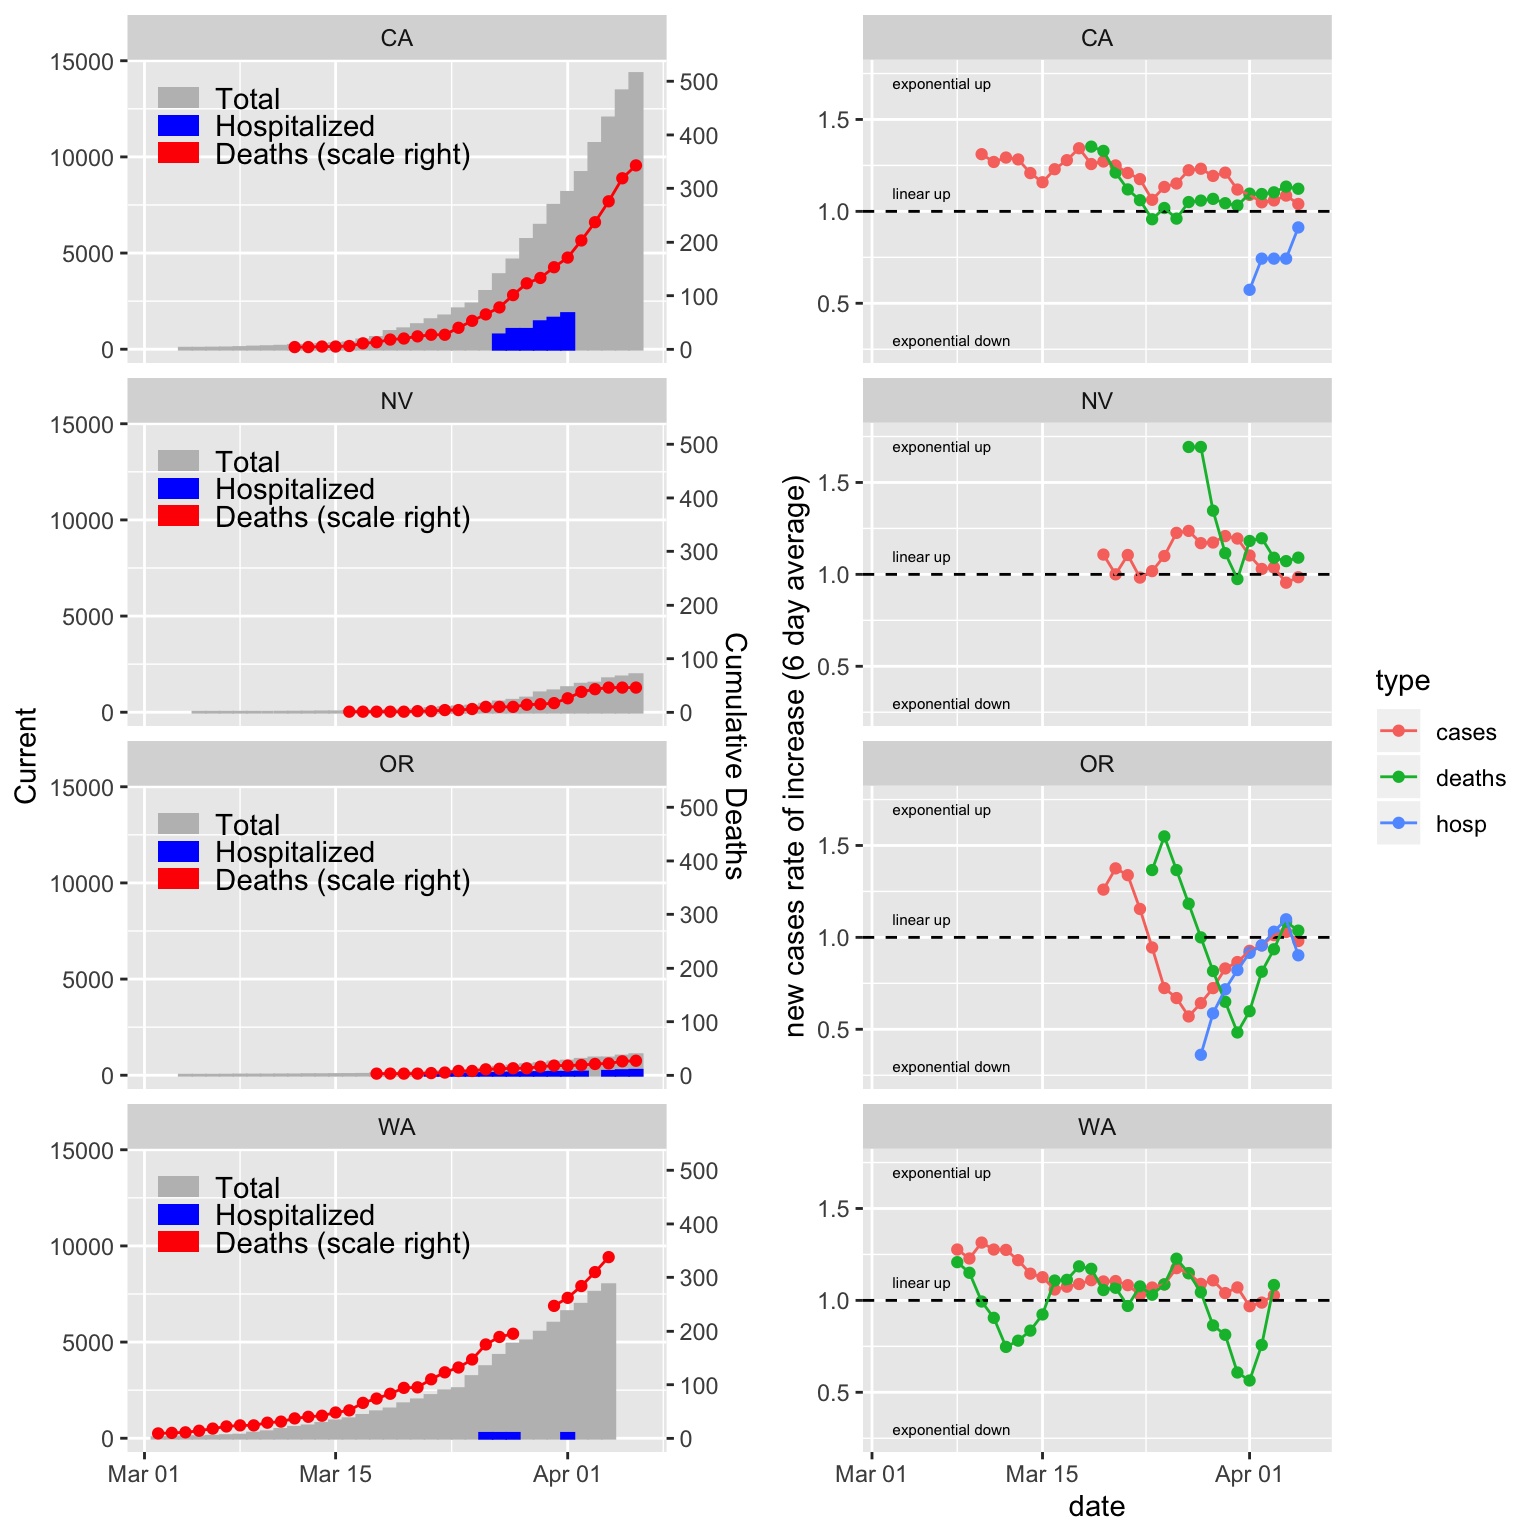 CA
15000
10000
5000
0
Total
Hospitalized
Deaths (scale right)
500
400
300
200
100
0
NV
15000
10000
5000
0
Total
Hospitalized
Deaths (scale right)
500
400
300
200
100
0
OR
15000
10000
5000
0
Total
Hospitalized
Deaths (scale right)
500
400
300
200
100
0
WA
15000
10000
5000
0
Total
Hospitalized
Deaths (scale right)
500
400
300
200
100
0
Mar 01
Mar 15
Apr 01
Current
Cumulative Deaths
CA
1.5
1.0
0.5
exponential up
linear up
exponential down
NV
1.5
1.0
0.5
exponential up
linear up
exponential down
OR
1.5
1.0
0.5
exponential up
linear up
exponential down
WA
1.5
1.0
0.5
exponential up
linear up
exponential down
Mar 01
Mar 15
Apr 01
date
new cases rate of increase (6 day average)
type
cases
deaths
hosp